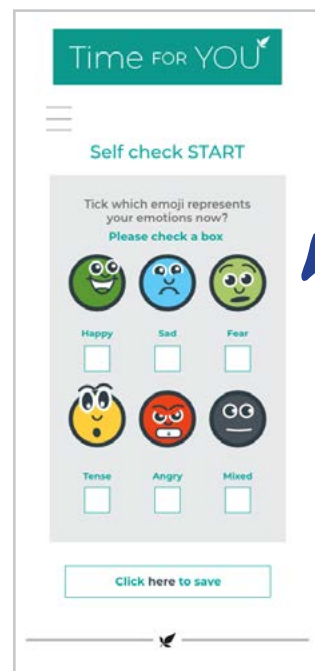 Time FOR YOU
Self check START
Tick which emoji represents
your emotions now?
Please check a box
Happy Sad Fear
Tense Angry Mixed
Click here to save